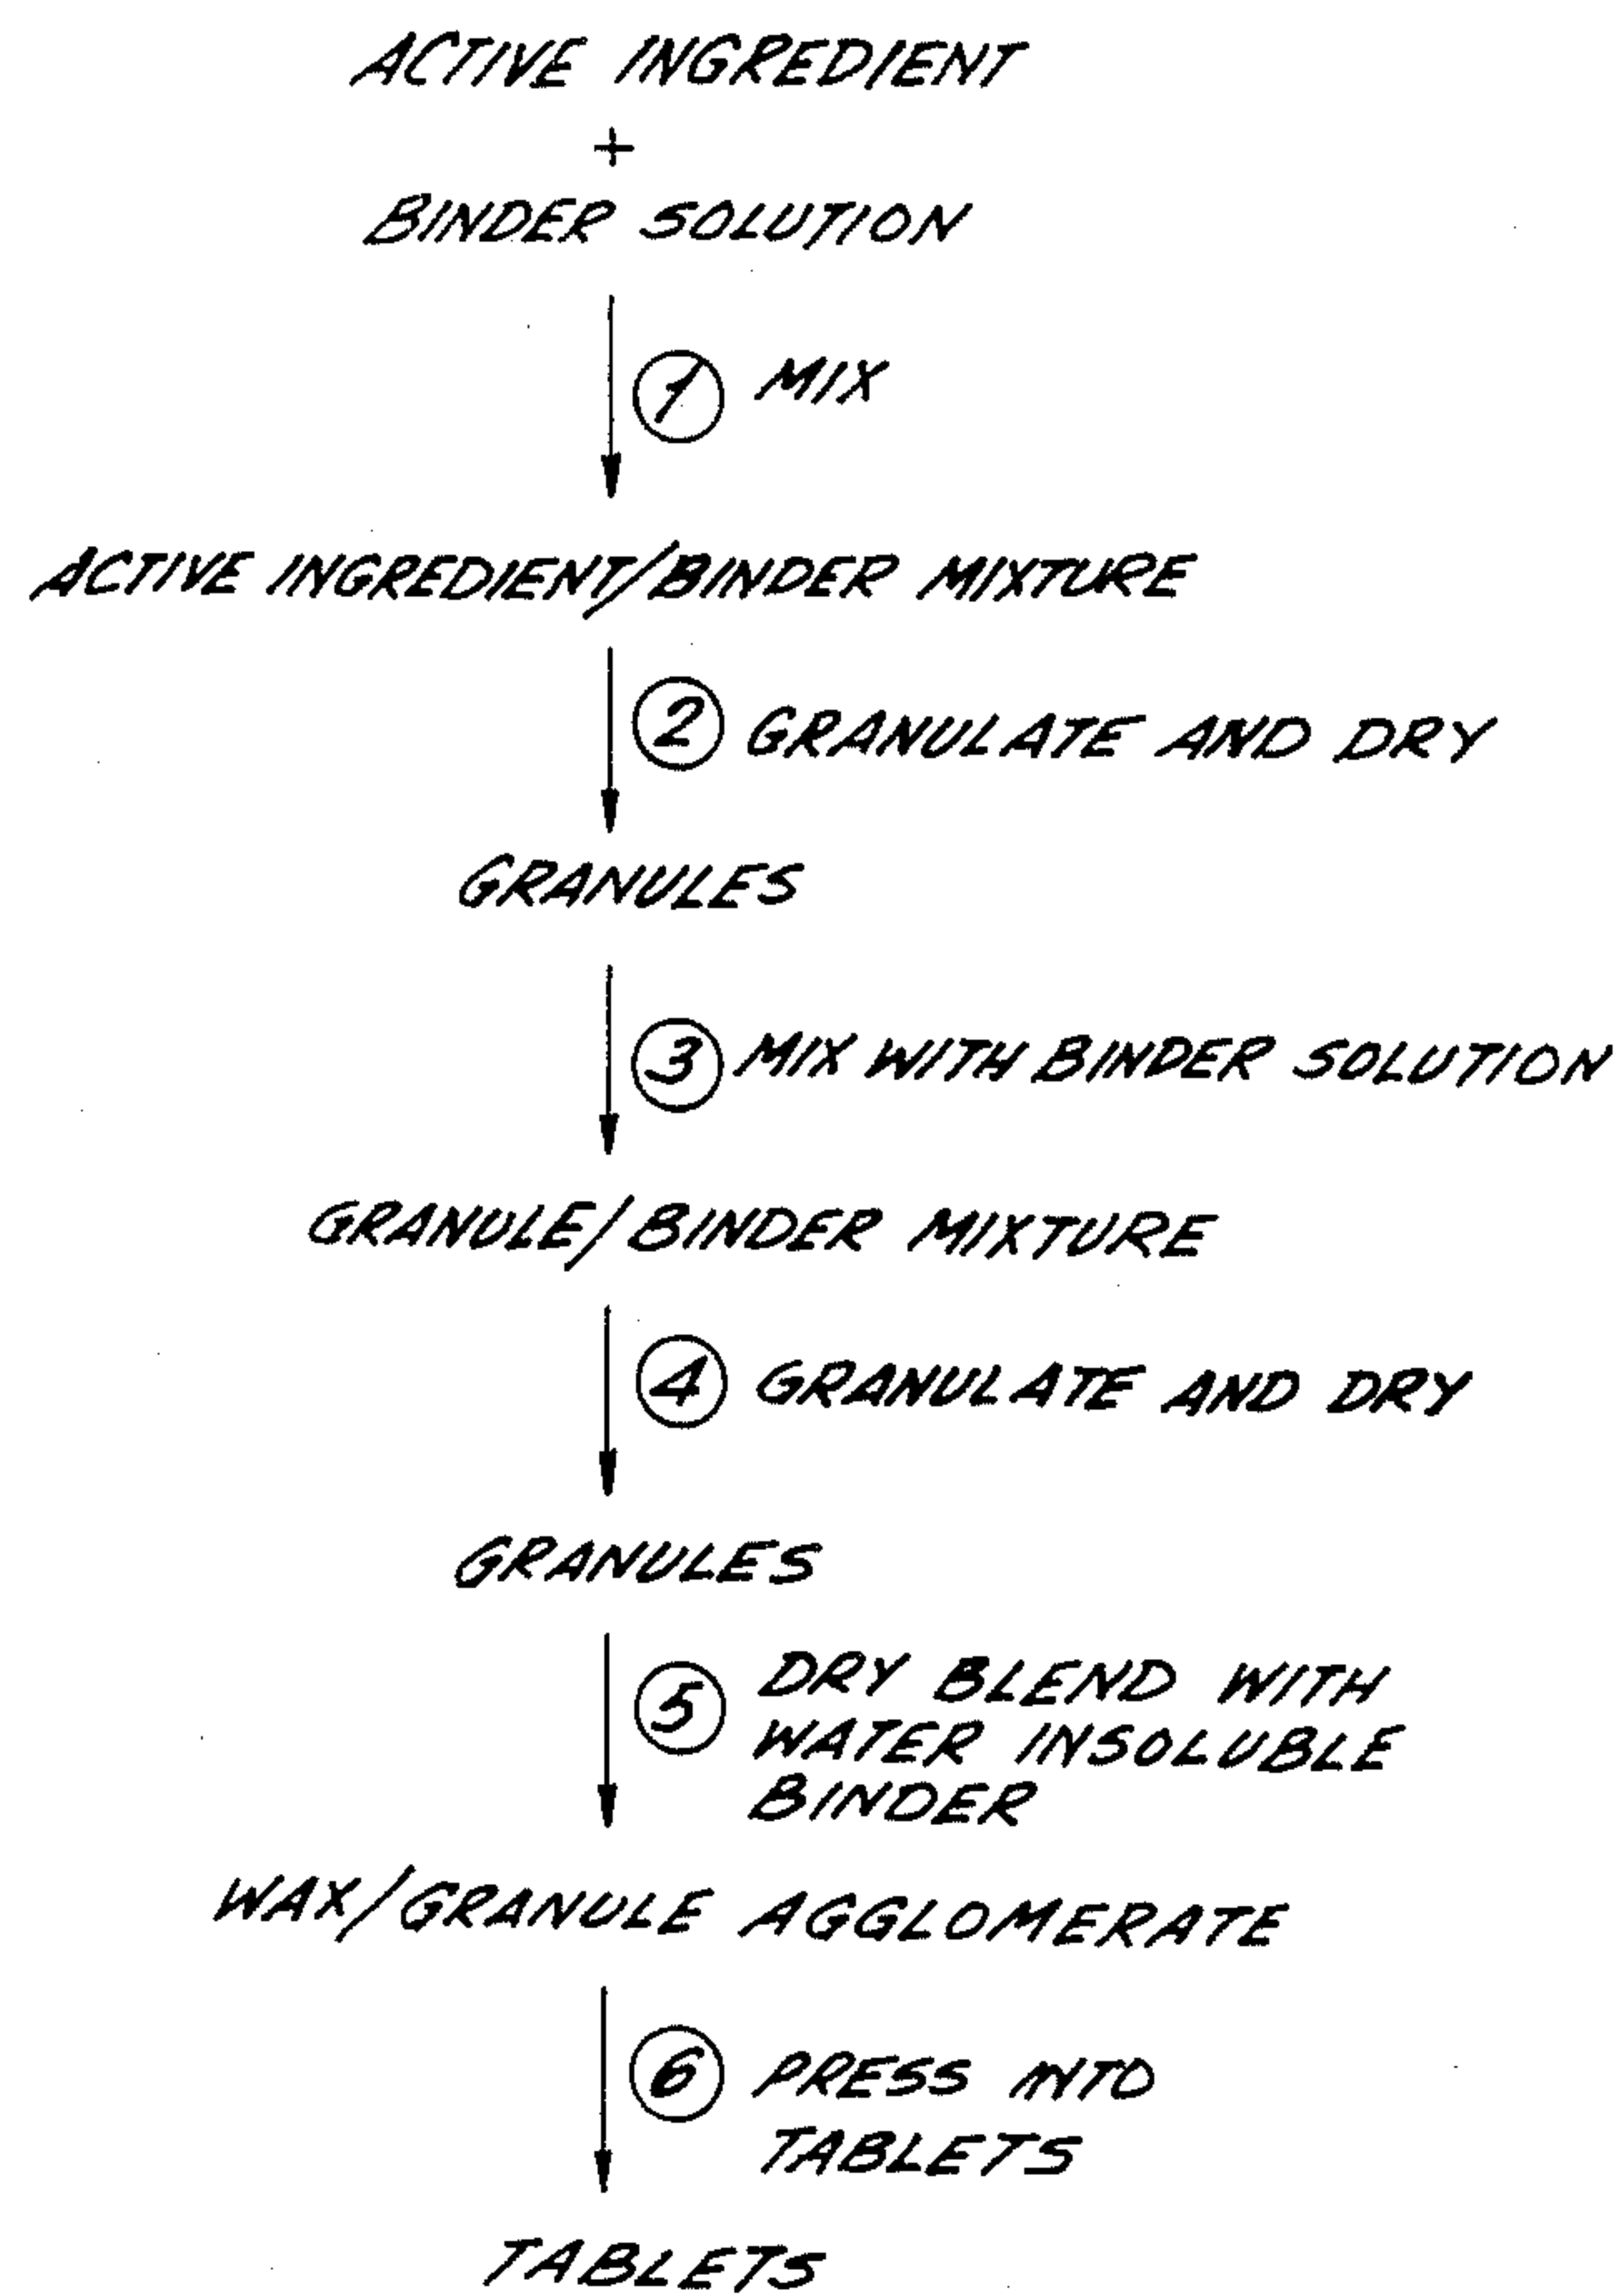 ACTIVE INGREDIENT
+
BINDER SOLUTION
1 MIX
ACTIVE INGREDIENT/BINDER MIXTURE
2 GRANULATE AND DRY
GRANULES
3 MIX WITH BINDER SOLUTION
GRANULE/BINDER MIXTURE
4 GRANULATE AND DRY
GRANULES
5 DRY BLEND WITH
WATER INSOLUBLE
BINDER
WAX/GRANULE AGGLOMERATE
6 PRESS INTO
TABLETS
TABLETS